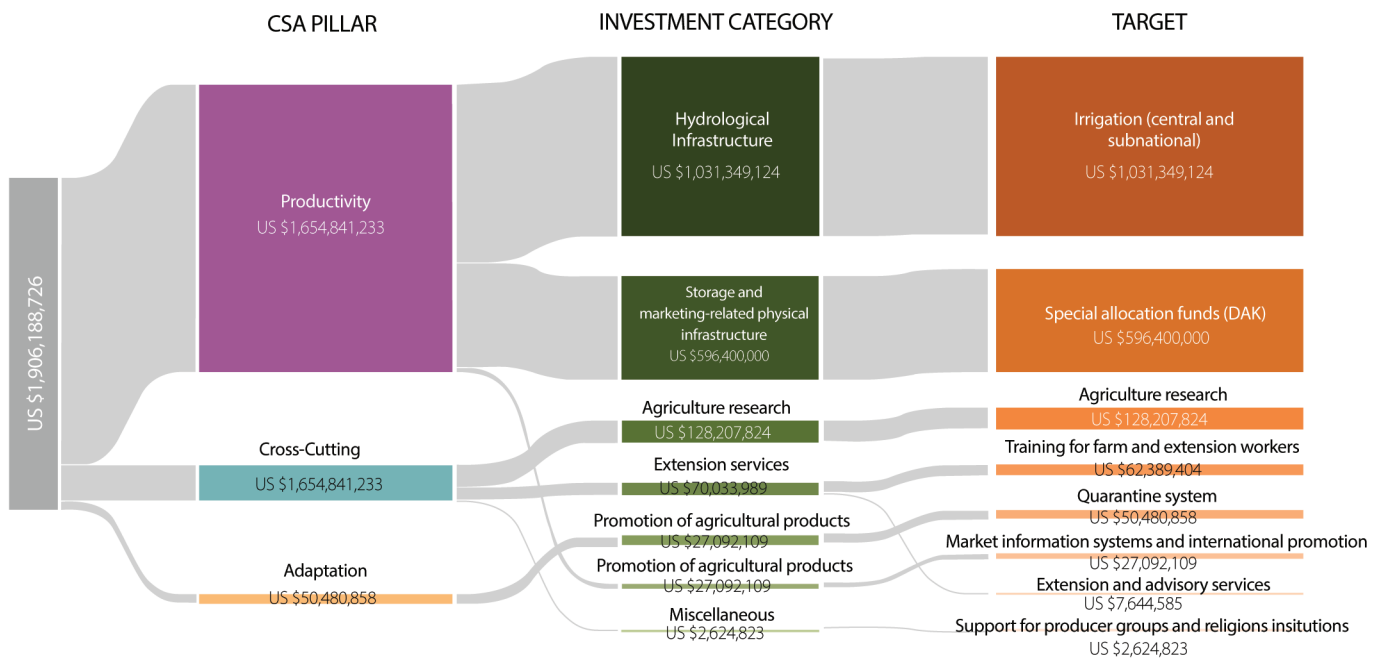 CSA PILLAR
INVESTMENT CATEGORY
TARGET
US $1,906,188,726
Productivity
US $1,654,841,233
Cross-Cutting
US $1,654,841,233
Adaptation
US $50,480,858
Hydrological
Infrastructure
US $1,031,349,124
Storage and
marketing-related physical
infrastructure
US $596,400,000
Agriculture research
US $128,207,824
Extension services
US $70,033,989
Promotion of agricultural products
US $27,092,109
Promotion of agricultural products
US $27,092,109
Miscellaneous
US $2,624,823
Irrigation (central and
subnational)
US $1,031,349,124
Special allocation funds (DAK)
US $596,400,000
Agriculture research
US $128,207,824
Training for farm and extension workers
US $62,389,404
Quarantine system
US $50,480,858
Market information systems and international promotion
US $27,092,109
Extension and advisory services
US $7,644,585
Support for producer groups and religions insitutions
US $2,624,823